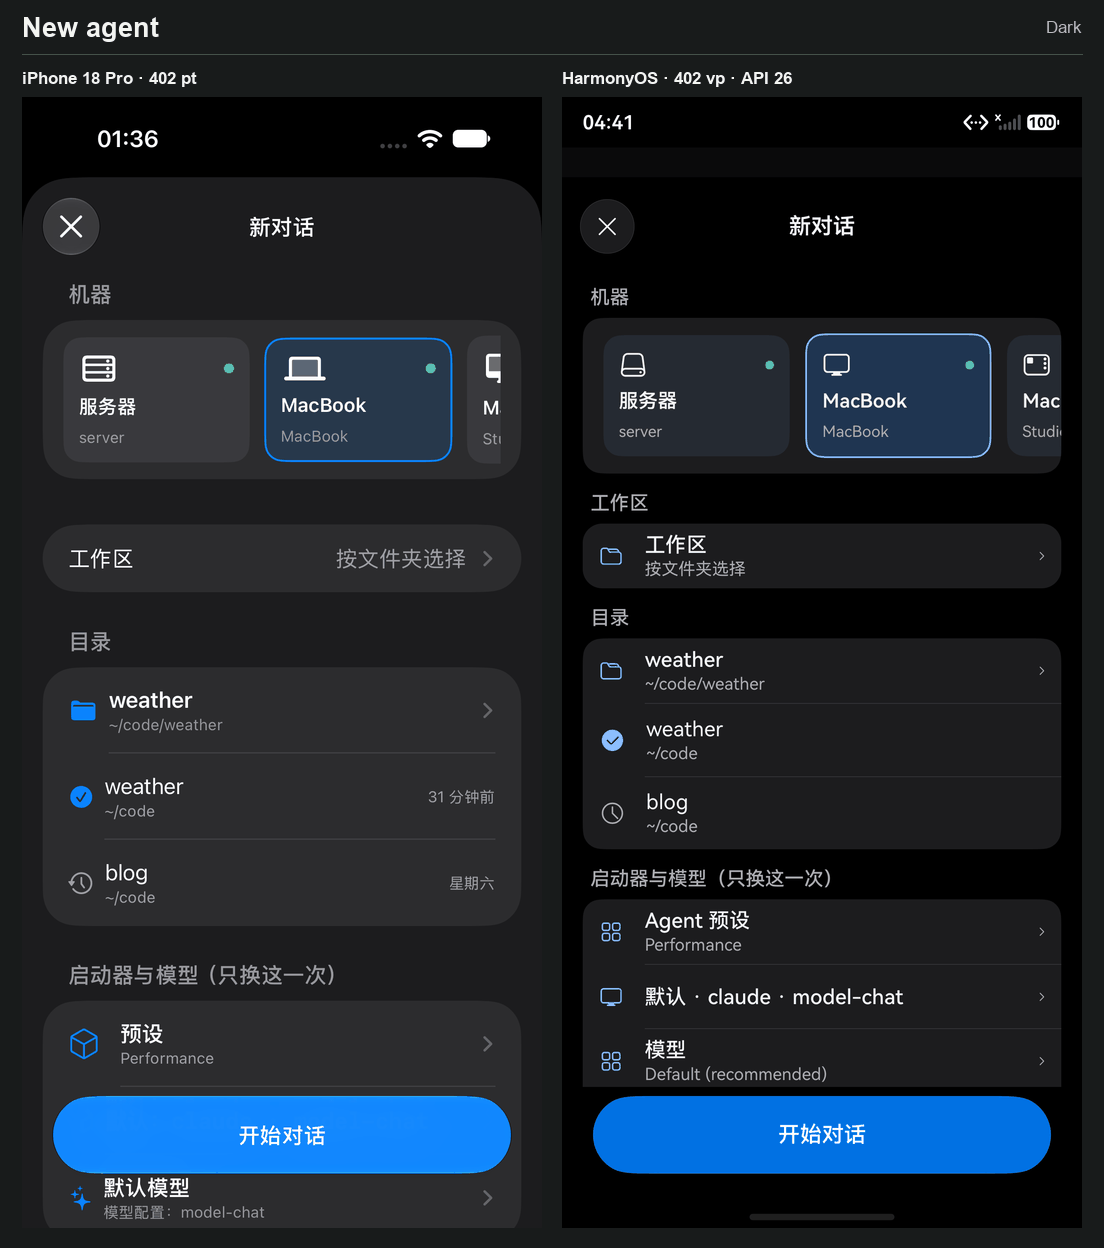 New agent
Dark
iPhone 18 Pro · 402 pt
01:36
新对话
机器
服务器
server
MacBook
MacBook
M
Stu
工作区
按文件夹选择
目录
weather
~/code/weather
weather
~/code
31 分钟前
blog
~/code
星期六
启动器与模型（只换这一次）
预设
Performance
开始对话
默认模型
模型配置：model-chat
HarmonyOS · 402 vp · API 26
04:41
100
新对话
机器
服务器
server
MacBook
MacBook
Mac
Studi
工作区
工作区
按文件夹选择
目录
weather
~/code/weather
weather
~/code
blog
~/code
启动器与模型（只换这一次）
Agent 预设
Performance
默认 · claude · model-chat
模型
Default (recommended)
开始对话